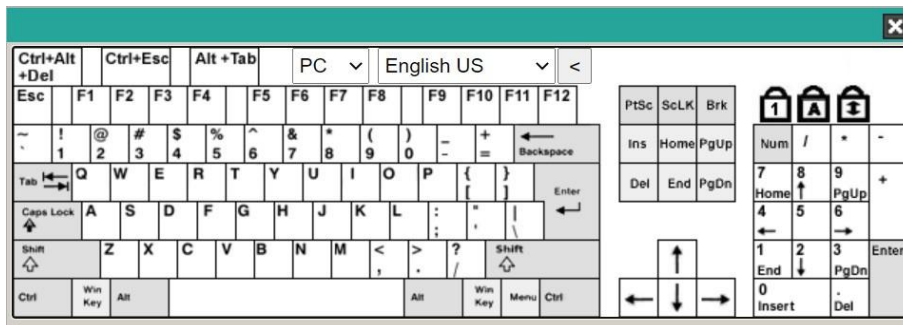 Ctrl+Alt +Del Ctrl+Esc Alt +Tab PC English US <
Esc F1 F2 F3 F4 F5 F6 F7 F8 F9 F10 F11 F12
~ ` ! 1 @ 2 # 3 $ 4 % 5 ^ 6 & 7 * 8 ( 9 ) 0 _ - + = Backspace
Tab Q W E R T Y U I O P { [ } ] Enter
Caps Lock A S D F G H J K L : ; " ' | \
Shift Z X C V B N M < , > . ? / Shift
Ctrl Win Key Alt Alt Win Key Menu Ctrl
PtSc ScLK Brk
Ins Home PgUp
Del End PgDn
1 A
Num / * -
7 Home 8 9 PgUp +
4 5 6
1 End 2 3 PgDn Enter
0 Insert . Del